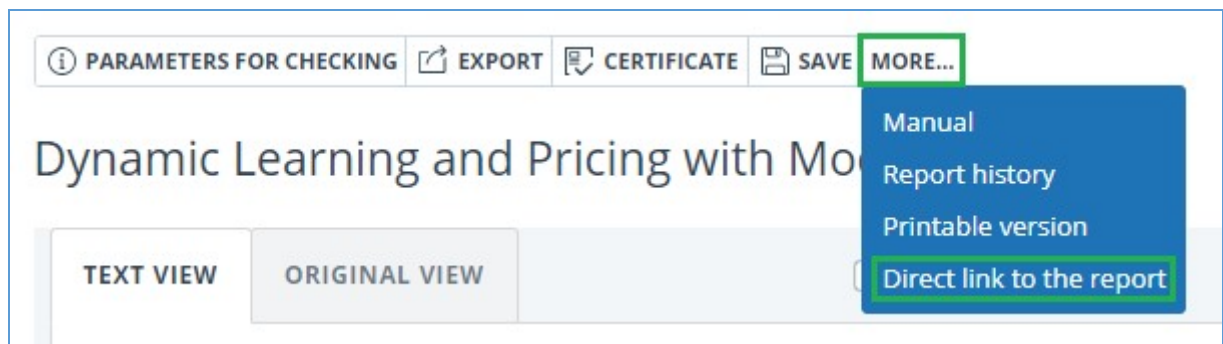 PARAMETERS FOR CHECKING EXPORT CERTIFICATE SAVE MORE...
Manual
Dynamic Learning and Pricing with
Report history
Printable version
TEXT VIEW ORIGINAL VIEW
Direct link to the report